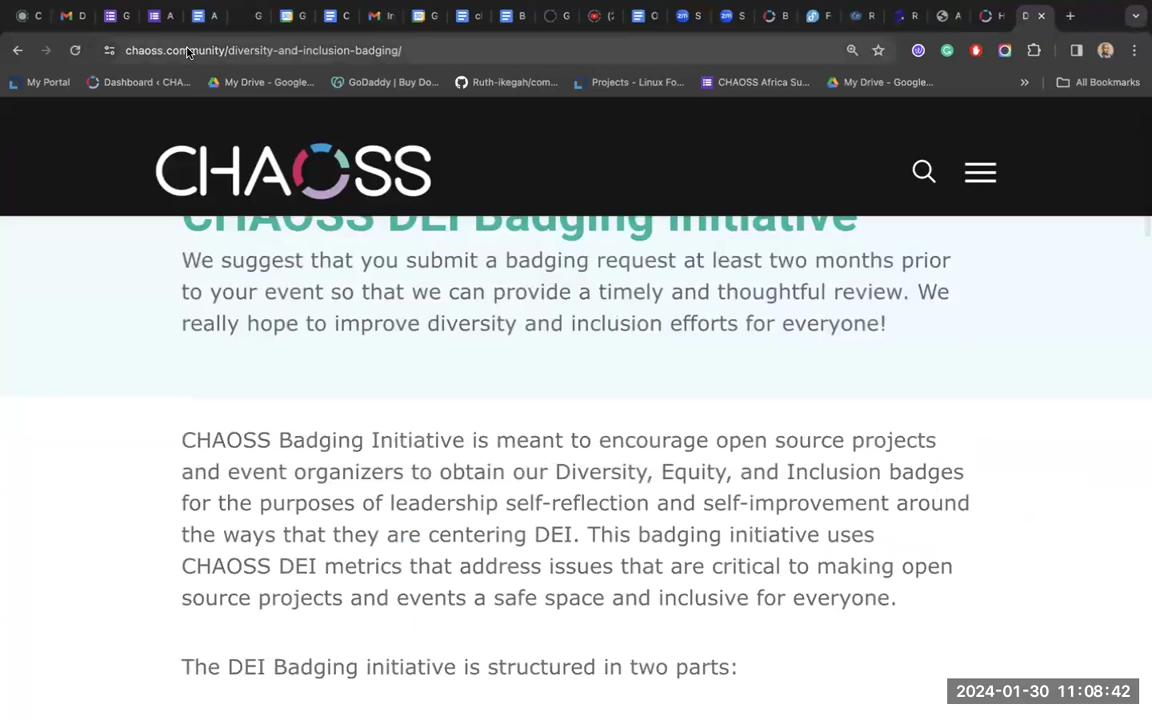 D G A A G G C Ir G cl B G (2 O S S B F R R A H D
chaoss.community/diversity-and-inclusion-badging/
My Portal Dashboard ‹ CHA... My Drive - Google... GoDaddy | Buy Do... Ruth-ikegah/com... Projects - Linux Fo... CHAOSS Africa Su... My Drive - Google... » All Bookmarks
CHAOSS
CHAOSS DEI Badging Initiative
We suggest that you submit a badging request at least two months prior
to your event so that we can provide a timely and thoughtful review. We
really hope to improve diversity and inclusion efforts for everyone!
CHAOSS Badging Initiative is meant to encourage open source projects
and event organizers to obtain our Diversity, Equity, and Inclusion badges
for the purposes of leadership self-reflection and self-improvement around
the ways that they are centering DEI. This badging initiative uses
CHAOSS DEI metrics that address issues that are critical to making open
source projects and events a safe space and inclusive for everyone.
The DEI Badging initiative is structured in two parts:
2024-01-30 11:08:42